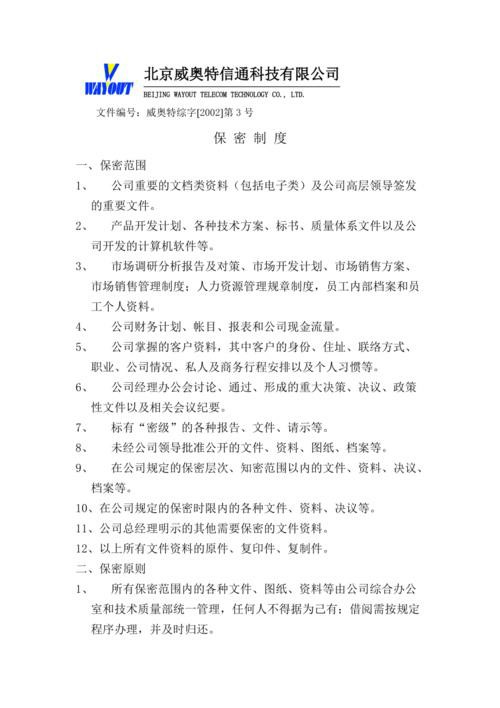 WAYOUT
北京威奥特信通科技有限公司
BEIJING WAYOUT TELECOM TECHNOLOGY CO., LTD.
文件编号：威奥特综字[2002]第3号
保 密 制 度
一、保密范围
1、 公司重要的文档类资料（包括电子类）及公司高层领导签发
的重要文件。
2、 产品开发计划、各种技术方案、标书、质量体系文件以及公
司开发的计算机软件等。
3、 市场调研分析报告及对策、市场开发计划、市场销售方案、
市场销售管理制度；人力资源管理规章制度，员工内部档案和员
工个人资料。
4、 公司财务计划、帐目、报表和公司现金流量。
5、 公司掌握的客户资料，其中客户的身份、住址、联络方式、
职业、公司情况、私人及商务行程安排以及个人习惯等。
6、 公司经理办公会讨论、通过、形成的重大决策、决议、政策
性文件以及相关会议纪要。
7、 标有“密级”的各种报告、文件、请示等。
8、 未经公司领导批准公开的文件、资料、图纸、档案等。
9、 在公司规定的保密层次、知密范围以内的文件、资料、决议、
档案等。
10、在公司规定的保密时限内的各种文件、资料、决议等。
11、公司总经理明示的其他需要保密的文件资料。
12、以上所有文件资料的原件、复印件、复制件。
二、保密原则
1、 所有保密范围内的各种文件、图纸、资料等由公司综合办公
室和技术质量部统一管理，任何人不得据为己有；借阅需按规定
程序办理，并及时归还。